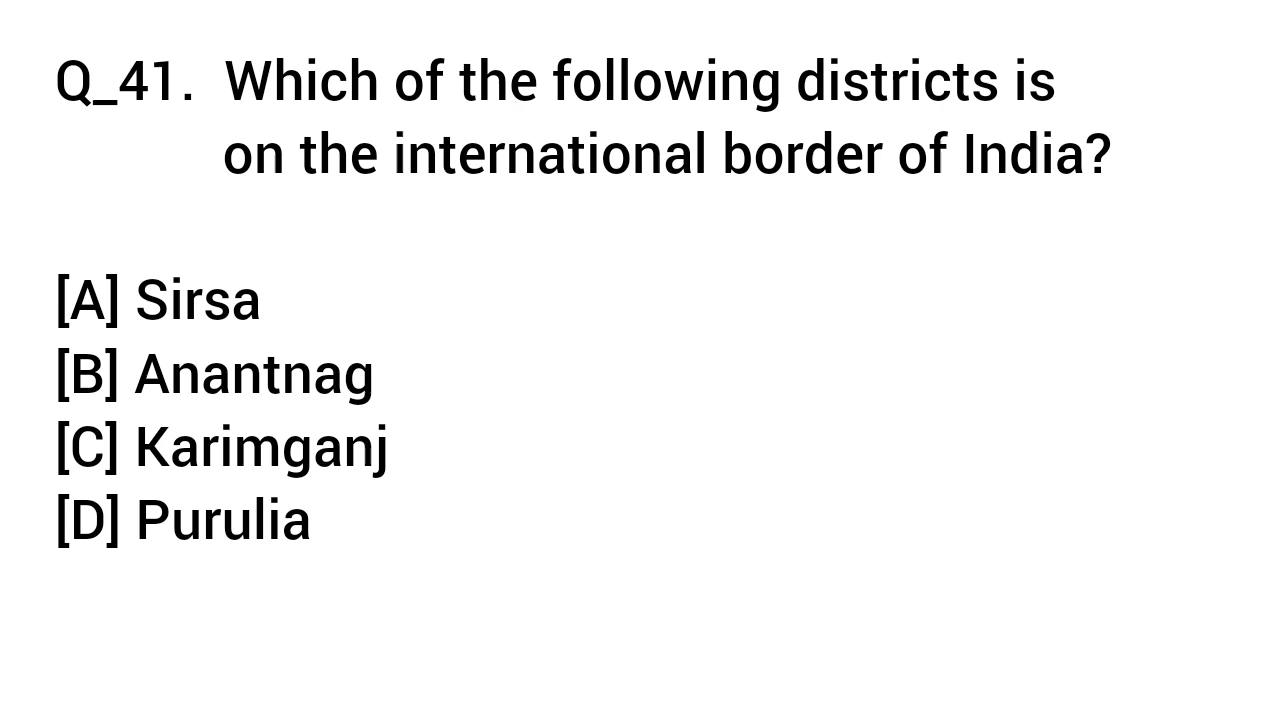 Q_41. Which of the following districts is
on the international border of India?
[A] Sirsa
[B] Anantnag
[C] Karimganj
[D] Purulia